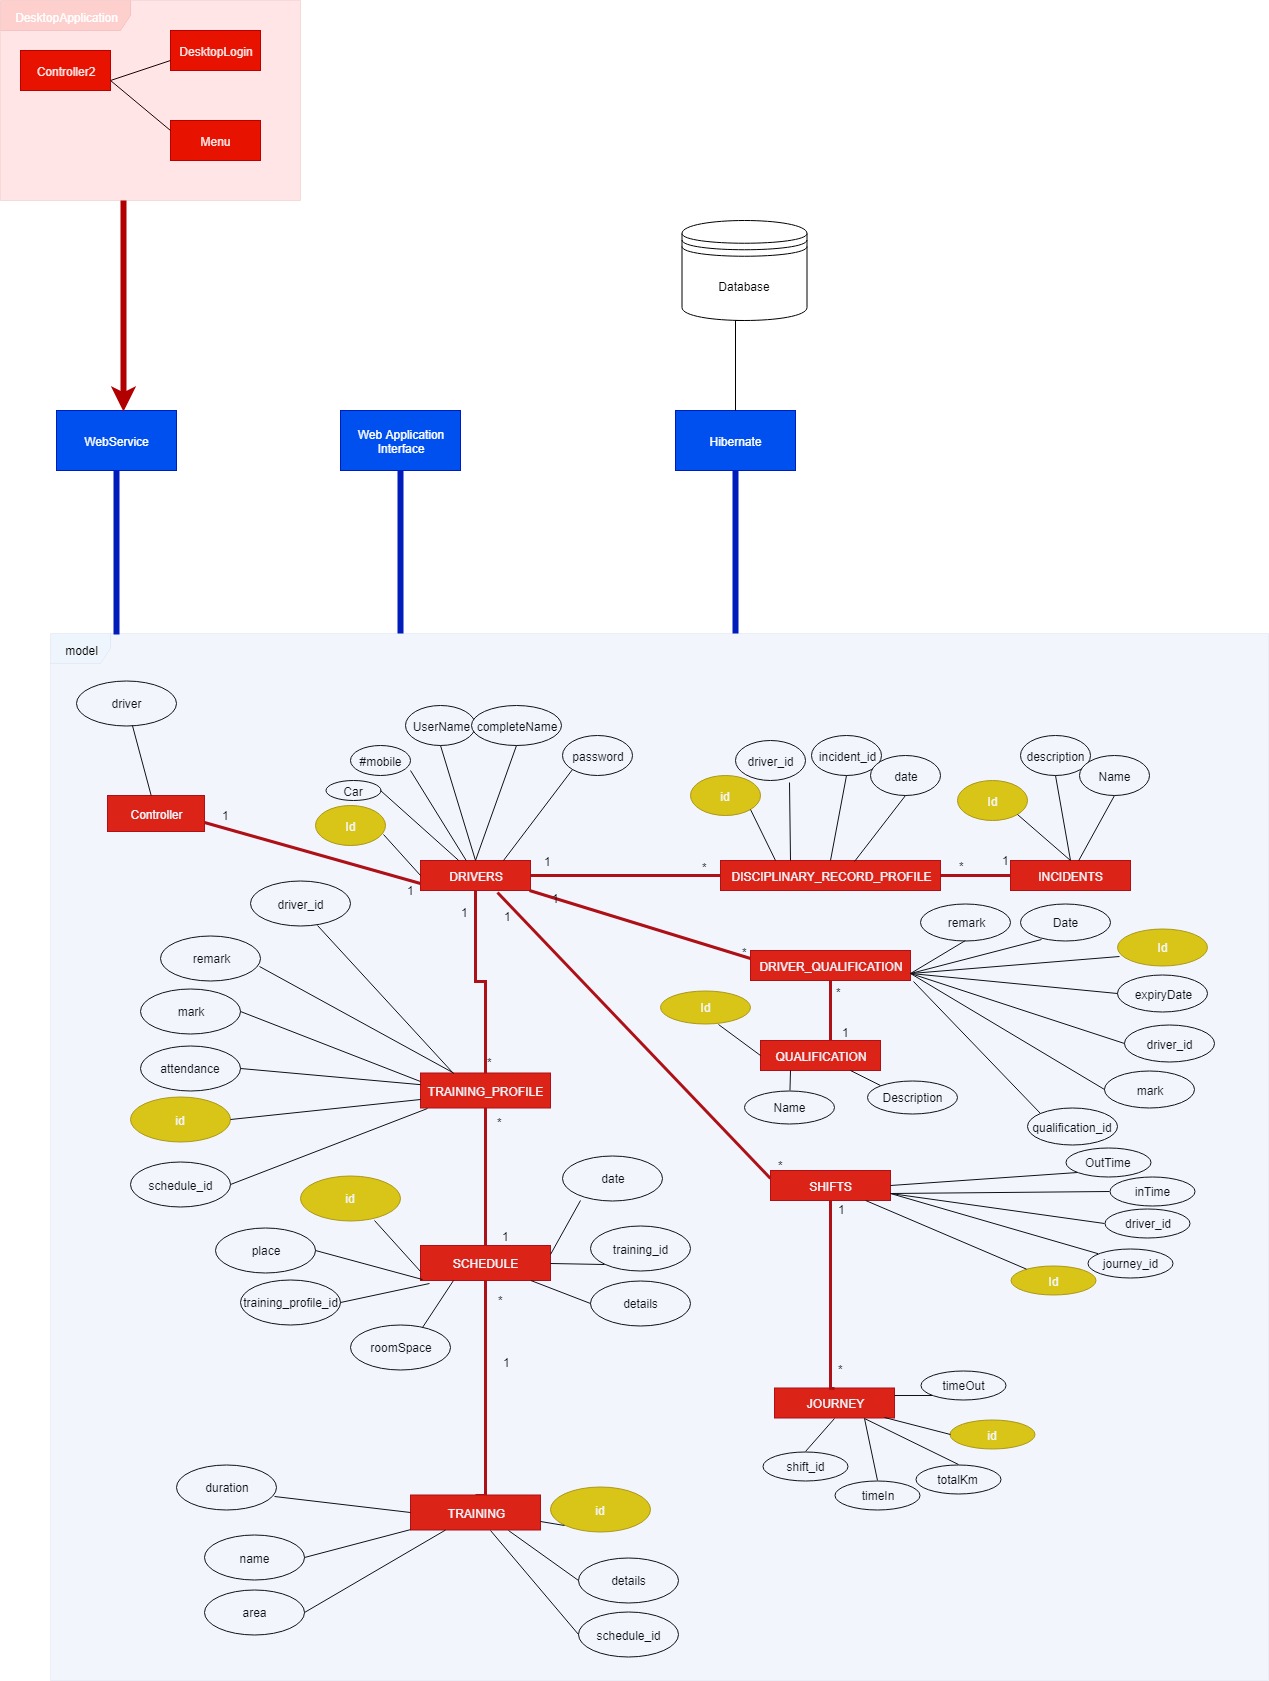 DesktopApplication
DesktopLogin
Controller2
Menu
Database
WebService
Web Application
Interface
Hibernate
model
driver
UserName
completeName
#mobile
password
Car
Id
driver_id
incident_id
date
id
description
Name
Id
Controller
1
1
DRIVERS
1
*
DISCIPLINARY_RECORD_PROFILE
*
1
INCIDENTS
1
1
1
driver_id
remark
mark
attendance
id
schedule_id
*
TRAINING_PROFILE
*
*
DRIVER_QUALIFICATION
remark
Date
Id
expiryDate
driver_id
mark
qualification_id
*
1
Id
QUALIFICATION
Name
Description
*
SHIFTS
1
OutTime
inTime
driver_id
journey_id
Id
id
date
place
1
SCHEDULE
training_id
training_profile_id
details
roomSpace
*
1
*
JOURNEY
timeOut
id
totalKm
timeIn
shift_id
duration
TRAINING
id
name
area
details
schedule_id